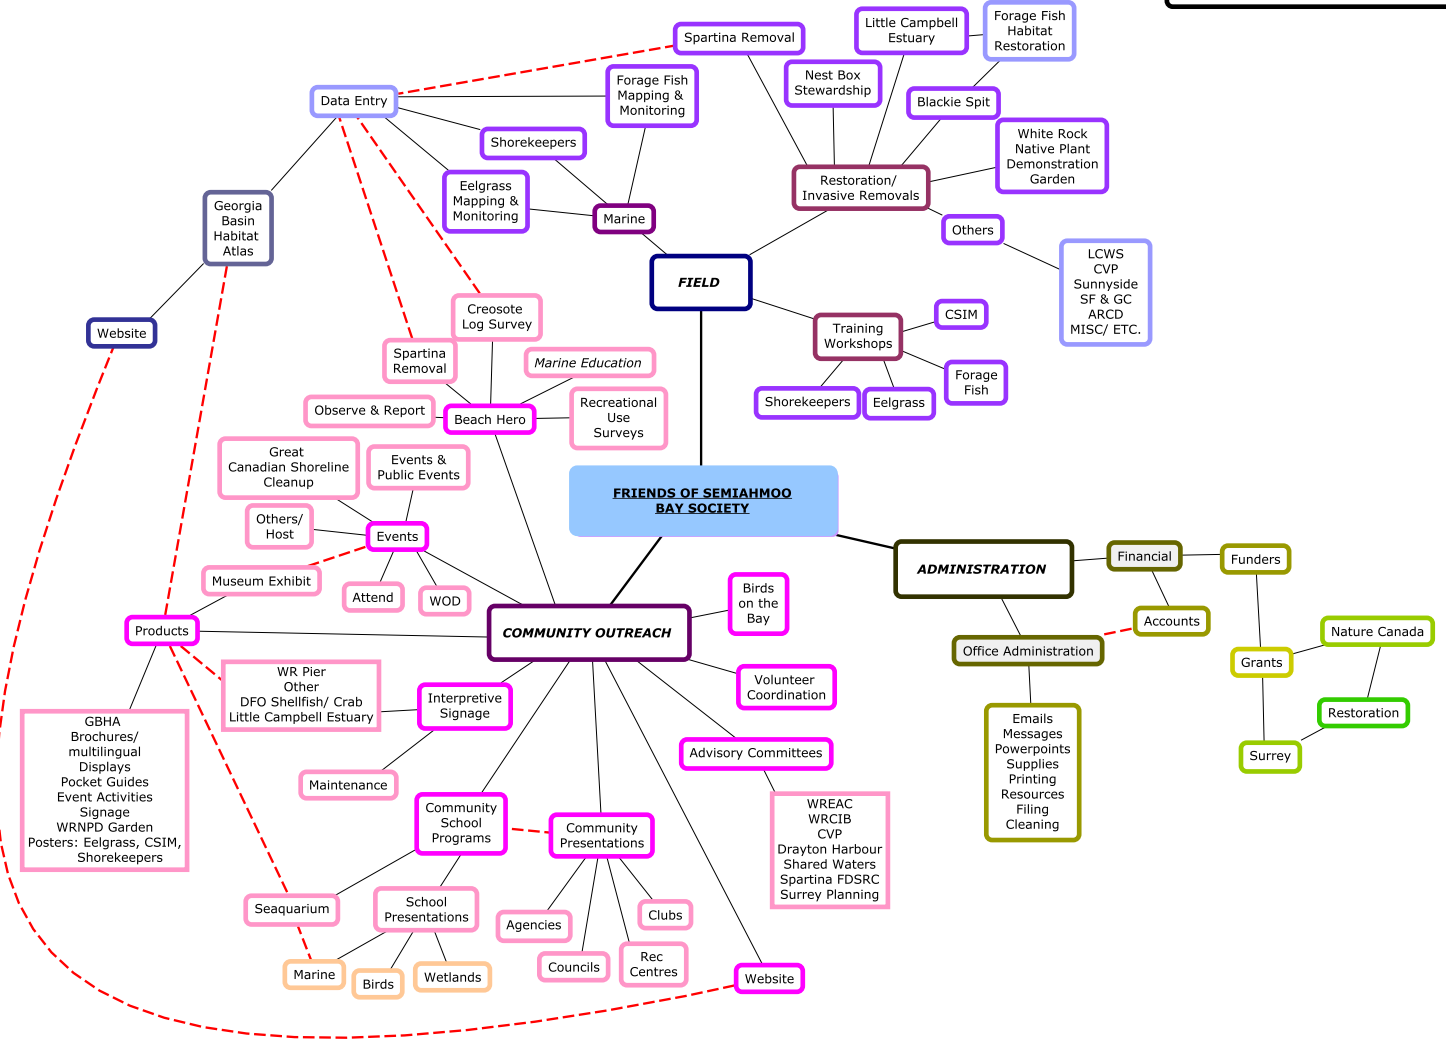 Spartina Removal
Little Campbell
Estuary
Forage Fish
Habitat
Restoration
Data Entry
Forage Fish
Mapping &
Monitoring
Nest Box
Stewardship
Blackie Spit
Shorekeepers
White Rock
Native Plant
Demonstration
Garden
Eelgrass
Mapping &
Monitoring
Restoration/
Invasive Removals
Georgia
Basin
Habitat
Atlas
Marine
Others
LCWS
CVP
Sunnyside
SF & GC
ARCD
MISC/ ETC.
FIELD
Website
Creosote
Log Survey
CSIM
Training
Workshops
Spartina
Removal
Marine Education
Forage
Fish
Shorekeepers
Eelgrass
Observe & Report
Beach Hero
Recreational
Use
Surveys
Great
Canadian Shoreline
Cleanup
Events &
Public Events
FRIENDS OF SEMIAHMOO
BAY SOCIETY
Others/
Host
Events
Museum Exhibit
Attend
WOD
ADMINISTRATION
Financial
Funders
Birds
on the
Bay
Accounts
Products
COMMUNITY OUTREACH
Office Administration
Nature Canada
Grants
WR Pier
Other
DFO Shellfish/ Crab
Little Campbell Estuary
Interpretive
Signage
Volunteer
Coordination
Restoration
GBHA
Brochures/
multilingual
Displays
Pocket Guides
Event Activities
Signage
WRNPD Garden
Posters: Eelgrass, CSIM,
Shorekeepers
Maintenance
Advisory Committees
Emails
Messages
Powerpoints
Supplies
Printing
Resources
Filing
Cleaning
Surrey
Community
School
Programs
Community
Presentations
WREAC
WRCIB
CVP
Drayton Harbour
Shared Waters
Spartina FDSRC
Surrey Planning
Seaquarium
School
Presentations
Agencies
Clubs
Councils
Rec
Centres
Marine
Birds
Wetlands
Website